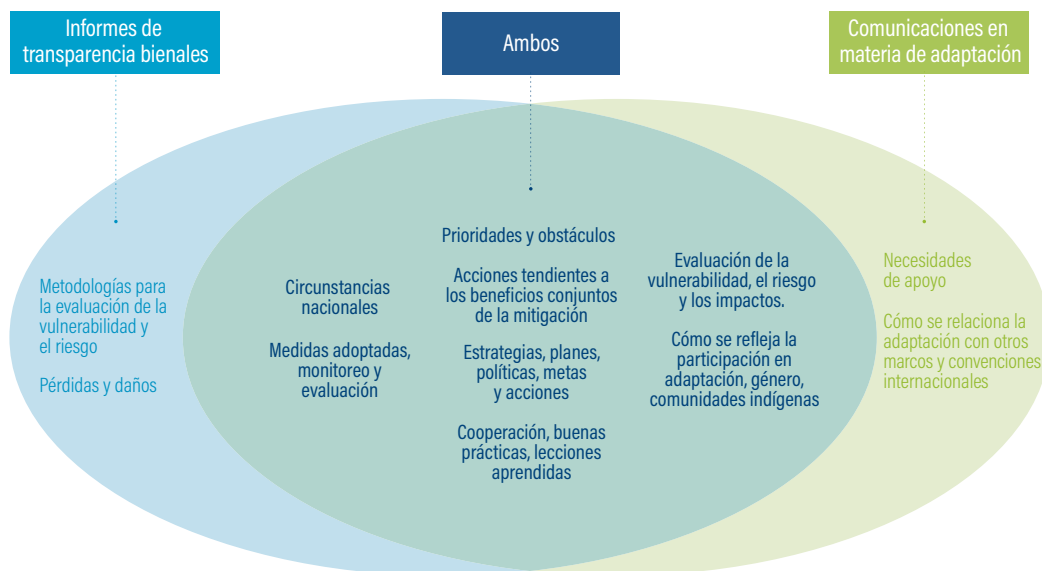 Informes de
transparencia bienales
Ambos
Comunicaciones en
materia de adaptación
Metodologías para
la evaluación de la
vulnerabilidad y
el riesgo
Pérdidas y daños
Circunstancias
nacionales
Medidas adoptadas,
monitoreo y
evaluación
Prioridades y obstáculos
Acciones tendientes a
los beneficios conjuntos
de la mitigación
Estrategias, planes,
políticas, metas
y acciones
Cooperación, buenas
prácticas, lecciones
aprendidas
Evaluación de la
vulnerabilidad, el riesgo
y los impactos.
Cómo se refleja la
participación en
adaptación, género,
comunidades indígenas
Necesidades
de apoyo
Cómo se relaciona la
adaptación con otros
marcos y convenciones
internacionales